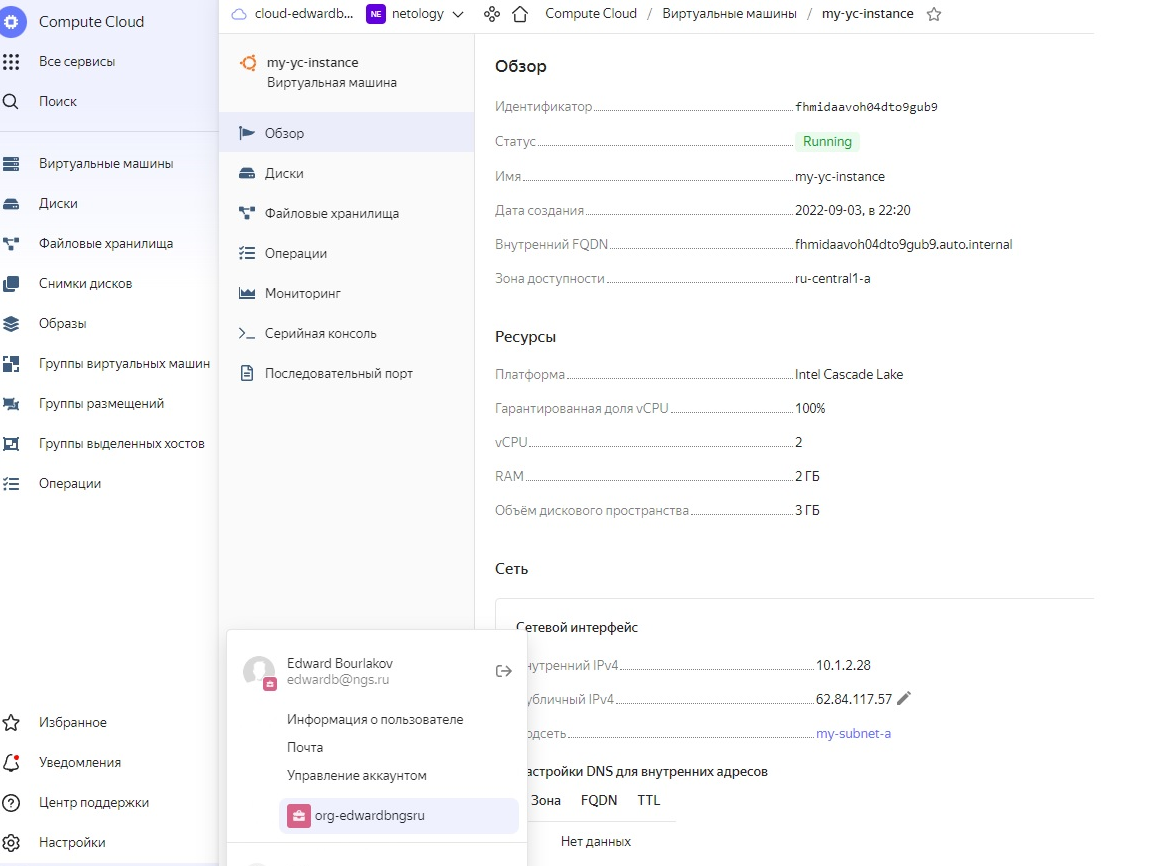 Compute Cloud
Все сервисы
Поиск
Виртуальные машины
Диски
Файловые хранилища
Снимки дисков
Образы
Группы виртуальных машин
Группы размещений
Группы выделенных хостов
Операции
Избранное
Уведомления
Центр поддержки
Настройки
cloud-edwardb... NE netology Compute Cloud / Виртуальные машины / my-yc-instance
my-yc-instance
Виртуальная машина
Обзор
Диски
Файловые хранилища
Операции
Мониторинг
Серийная консоль
Последовательный порт
Edward Bourlakov
edwardb@ngs.ru
Информация о пользователе
Почта
Управление аккаунтом
org-edwardbngsru
Обзор
Идентификатор fhmidaavoh04dto9gub9
Статус Running
Имя my-yc-instance
Дата создания 2022-09-03, в 22:20
Внутренний FQDN fhmidaavoh04dto9gub9.auto.internal
Зона доступности ru-central1-a
Ресурсы
Платформа Intel Cascade Lake
Гарантированная доля vCPU 100%
vCPU 2
RAM 2 ГБ
Объём дискового пространства 3 ГБ
Сеть
Сетевой интерфейс
нутренний IPv4 10.1.2.28
убличный IPv4 62.84.117.57
одсеть my-subnet-a
астройки DNS для внутренних адресов
Зона FQDN TTL
Нет данных